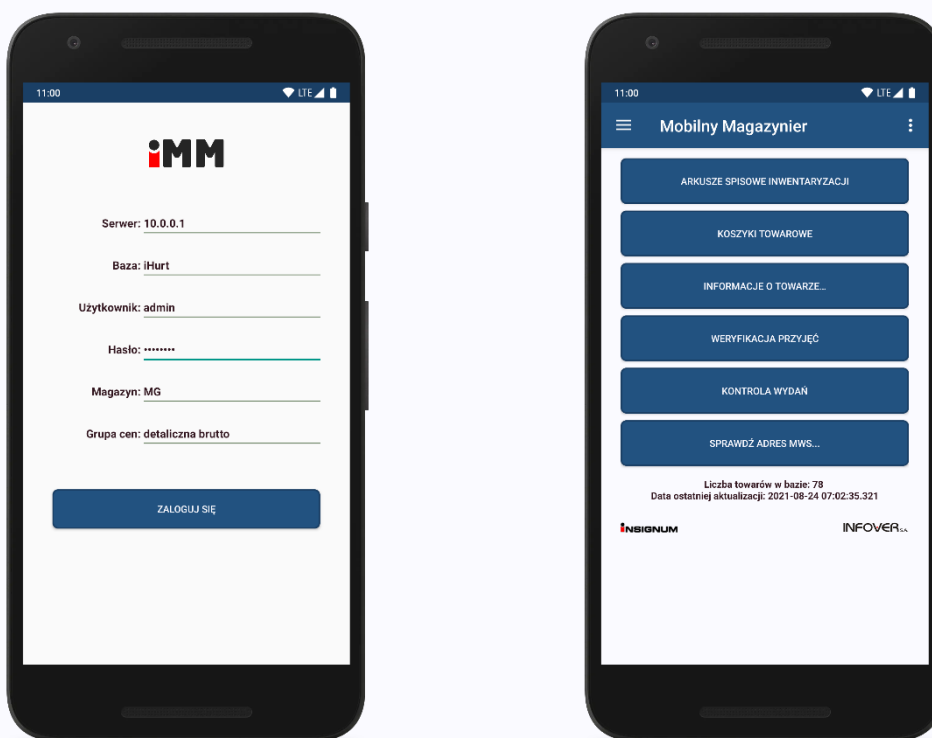 11:00
LTE
iMM
Serwer: 10.0.0.1
Baza: iHurt
Użytkownik: admin
Hasło: ••••••••
Magazyn: MG
Grupa cen: detaliczna brutto
ZALOGUJ SIĘ
11:00
LTE
Mobilny Magazynier
ARKUSZE SPISOWE INWENTARYZACJI
KOSZYKI TOWAROWE
INFORMACJE O TOWARZE...
WERYFIKACJA PRZYJĘĆ
KONTROLA WYDAŃ
SPRAWDŹ ADRES MWS...
Liczba towarów w bazie: 78
Data ostatniej aktualizacji: 2021-08-24 07:02:35.321
iNSIGNUM
INFOVER S.A.